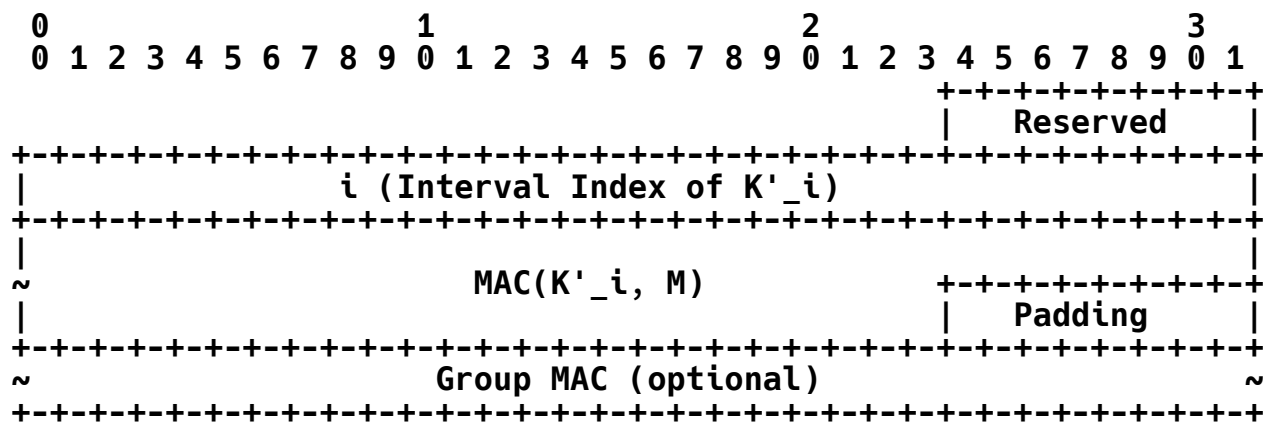 0                   1                   2                   3
 0 1 2 3 4 5 6 7 8 9 0 1 2 3 4 5 6 7 8 9 0 1 2 3 4 5 6 7 8 9 0 1
                                                +-+-+-+-+-+-+-+-+
                                                |   Reserved    |
+-+-+-+-+-+-+-+-+-+-+-+-+-+-+-+-+-+-+-+-+-+-+-+-+-+-+-+-+-+-+-+-+
|                i (Interval Index of K'_i)                     |
+-+-+-+-+-+-+-+-+-+-+-+-+-+-+-+-+-+-+-+-+-+-+-+-+-+-+-+-+-+-+-+-+
|                                                               |
~                       MAC(K'_i, M)            +-+-+-+-+-+-+-+-+
|                                               |   Padding     |
+-+-+-+-+-+-+-+-+-+-+-+-+-+-+-+-+-+-+-+-+-+-+-+-+-+-+-+-+-+-+-+-+
~                     Group MAC (optional)                      ~
+-+-+-+-+-+-+-+-+-+-+-+-+-+-+-+-+-+-+-+-+-+-+-+-+-+-+-+-+-+-+-+-+